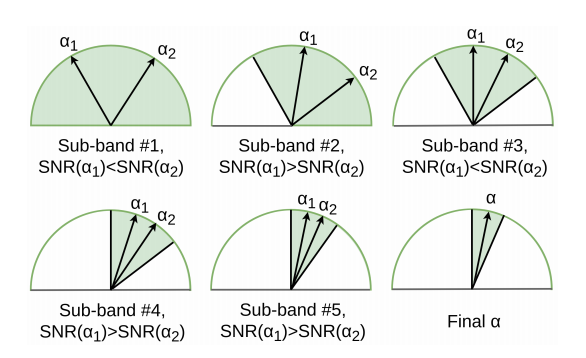 α₁ α₂
Sub-band #1,
SNR(α₁)<SNR(α₂)
α₁ α₂
Sub-band #2,
SNR(α₁)>SNR(α₂)
α₁ α₂
Sub-band #3,
SNR(α₁)<SNR(α₂)
α₁ α₂
Sub-band #4,
SNR(α₁)>SNR(α₂)
α₁ α₂
Sub-band #5,
SNR(α₁)>SNR(α₂)
α
Final α